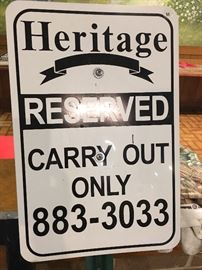 Heritage
RESERVED
CARRY OUT
ONLY
883-3033